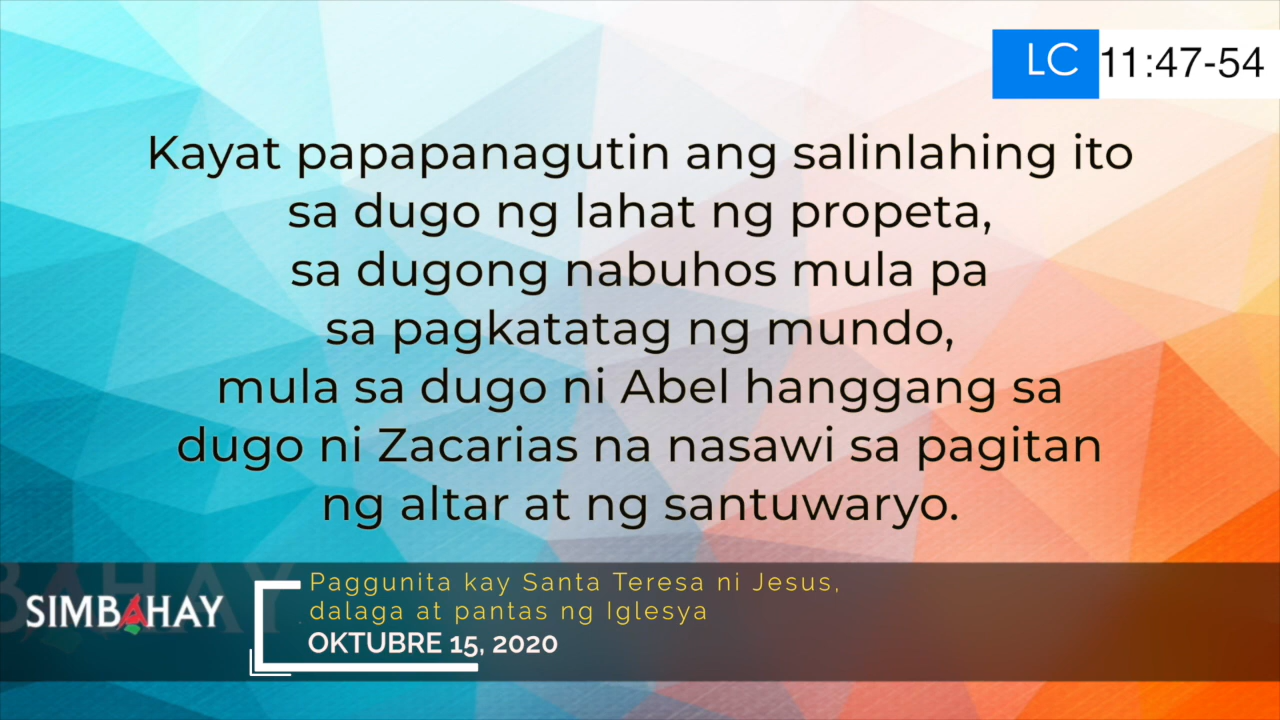 LC 11:47-54
Kayat papapanagutin ang salinlahing ito
sa dugo ng lahat ng propeta,
sa dugong nabuhos mula pa
sa pagkatatag ng mundo,
mula sa dugo ni Abel hanggang sa
dugo ni Zacarias na nasawi sa pagitan
ng altar at ng santuwaryo.
SIMBAHAY
Paggunita kay Santa Teresa ni Jesus,
dalaga at pantas ng Iglesya
OKTUBRE 15, 2020